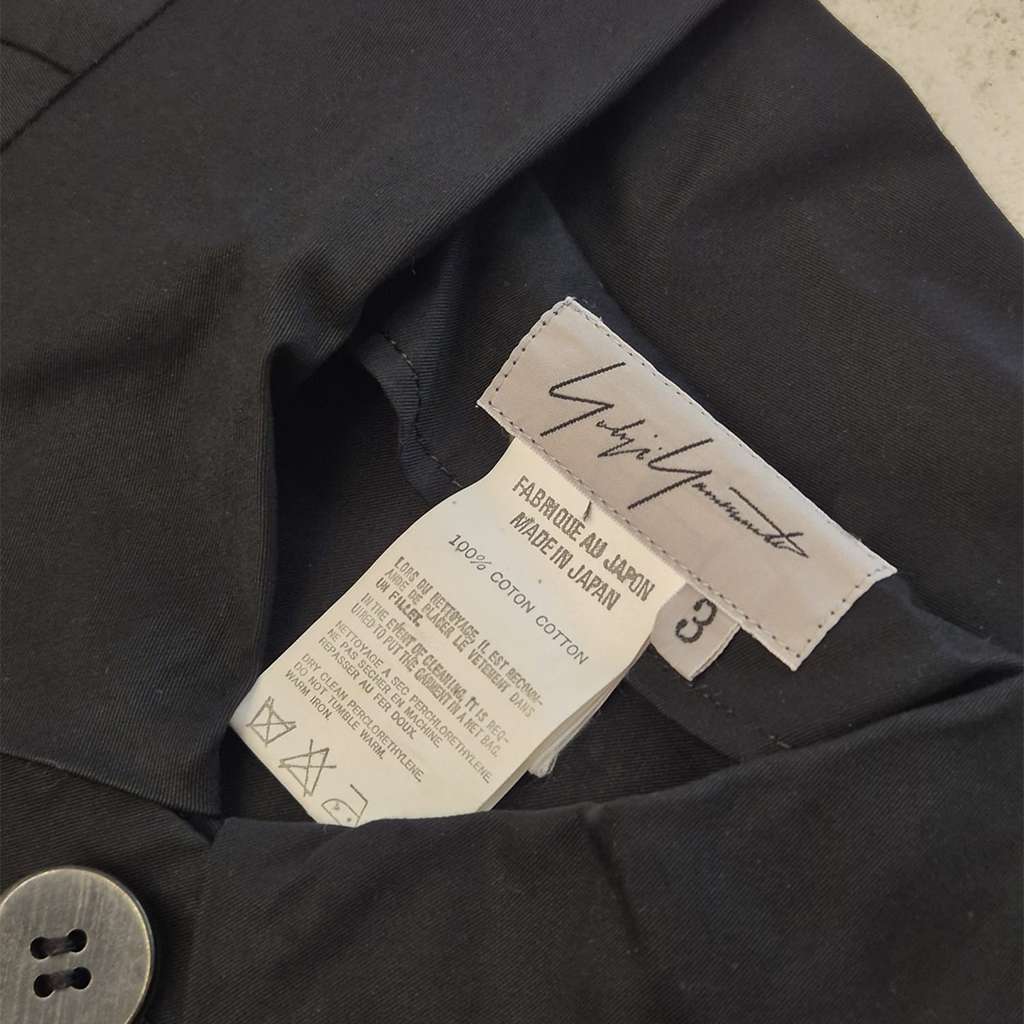 Yohji Yamamoto
3
FABRIQUE AU JAPON
MADE IN JAPAN
100% COTON COTTON
LORS DU NETTOYAGE, IL EST RECOMM-
ANDE DE PLACER LE VETEMENT DANS
UN FILLET.
IN THE EVENT OF CLEANING, IT IS REQ-
UIRED TO PUT THE GARMENT IN A NET BAG.
NETTOYAGE A SEC PERCHLORETHYLENE.
NE PAS SECHER EN MACHINE.
REPASSER AU FER DOUX.
DRY CLEAN PERCLORETHYLENE.
DO NOT TUMBLE WARM.
WARM IRON.